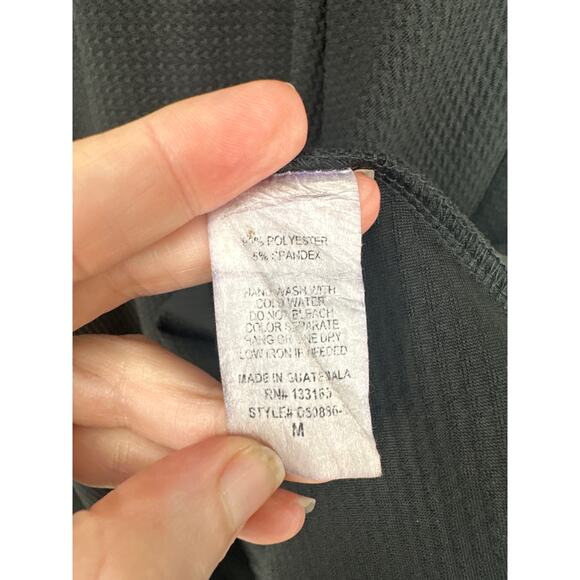 % POLYESTER
5% SPANDEX
HAND WASH WITH
COLD WATER
DO NOT BLEACH
COLOR SEPARATE
HANG OR LINE DRY
LOW IRON IF NEEDED
MADE IN GUATEMALA
RN# 133165
STYLE#
M